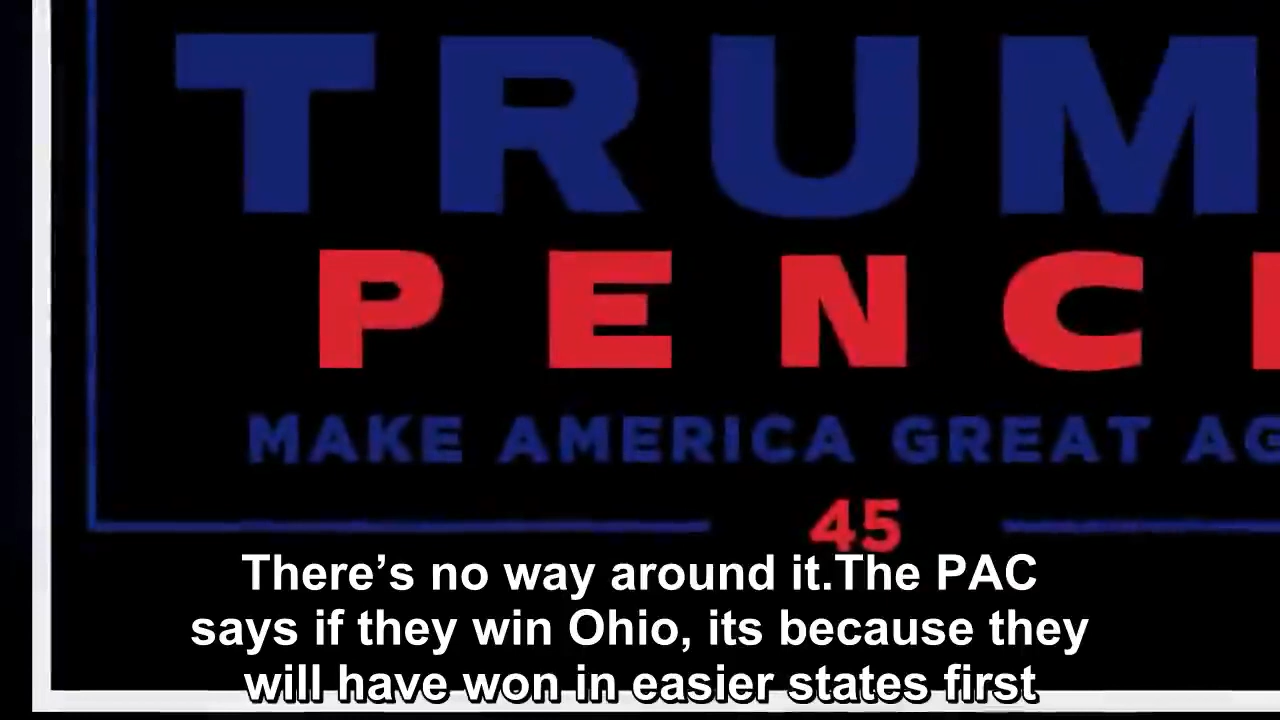 TRUM
PENC
MAKE AMERICA GREAT AG
45
There’s no way around it.The PAC
says if they win Ohio, its because they
will have won in easier states first